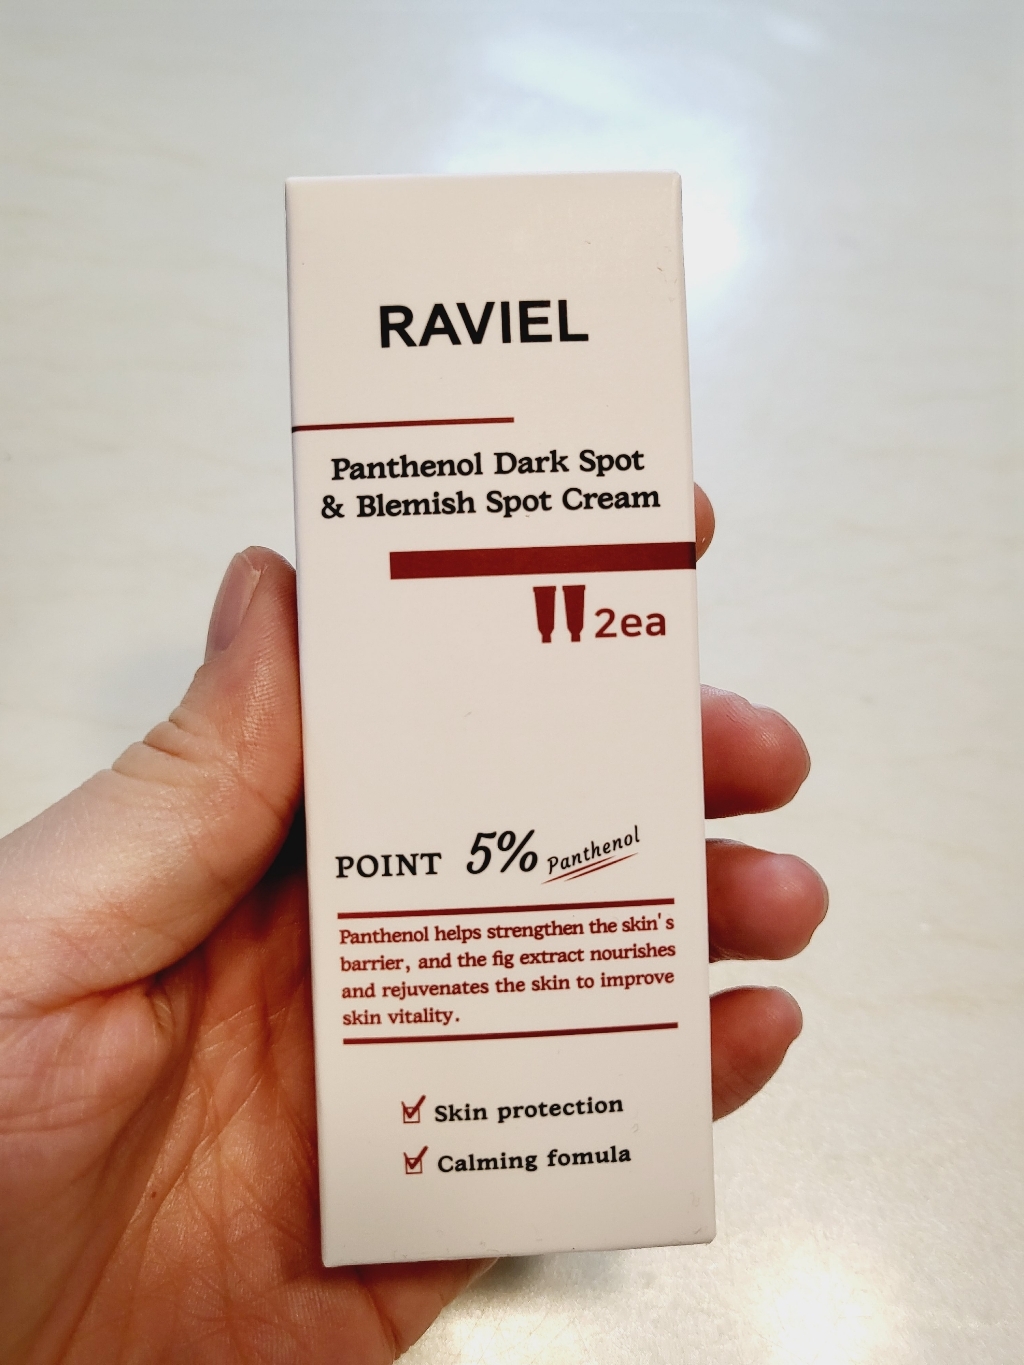 RAVIEL
Panthenol Dark Spot
& Blemish Spot Cream
2ea
POINT 5% Panthenol
Panthenol helps strengthen the skin's
barrier, and the fig extract nourishes
and rejuvenates the skin to improve
skin vitality.
Skin protection
Calming fomula